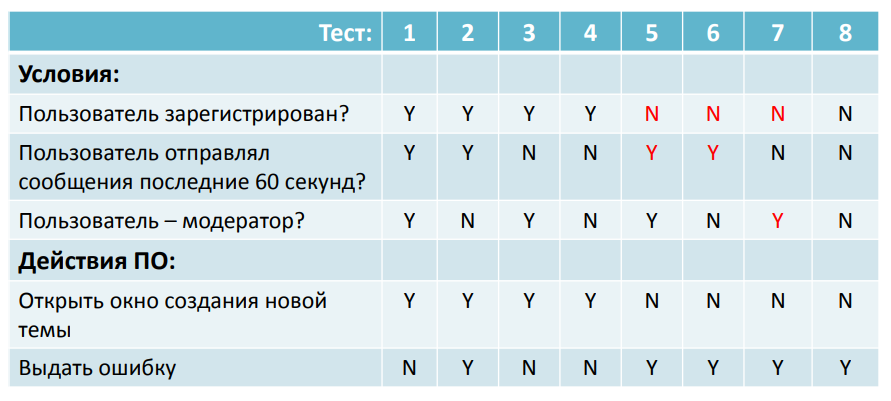 Тест: 1 2 3 4 5 6 7 8
Условия:
Пользователь зарегистрирован? Y Y Y Y N N N N
Пользователь отправлял
сообщения последние 60 секунд? Y Y N N Y Y N N
Пользователь – модератор? Y N Y N Y N Y N
Действия ПО:
Открыть окно создания новой Y Y Y Y N N N N
темы
Выдать ошибку N Y N N Y Y Y Y